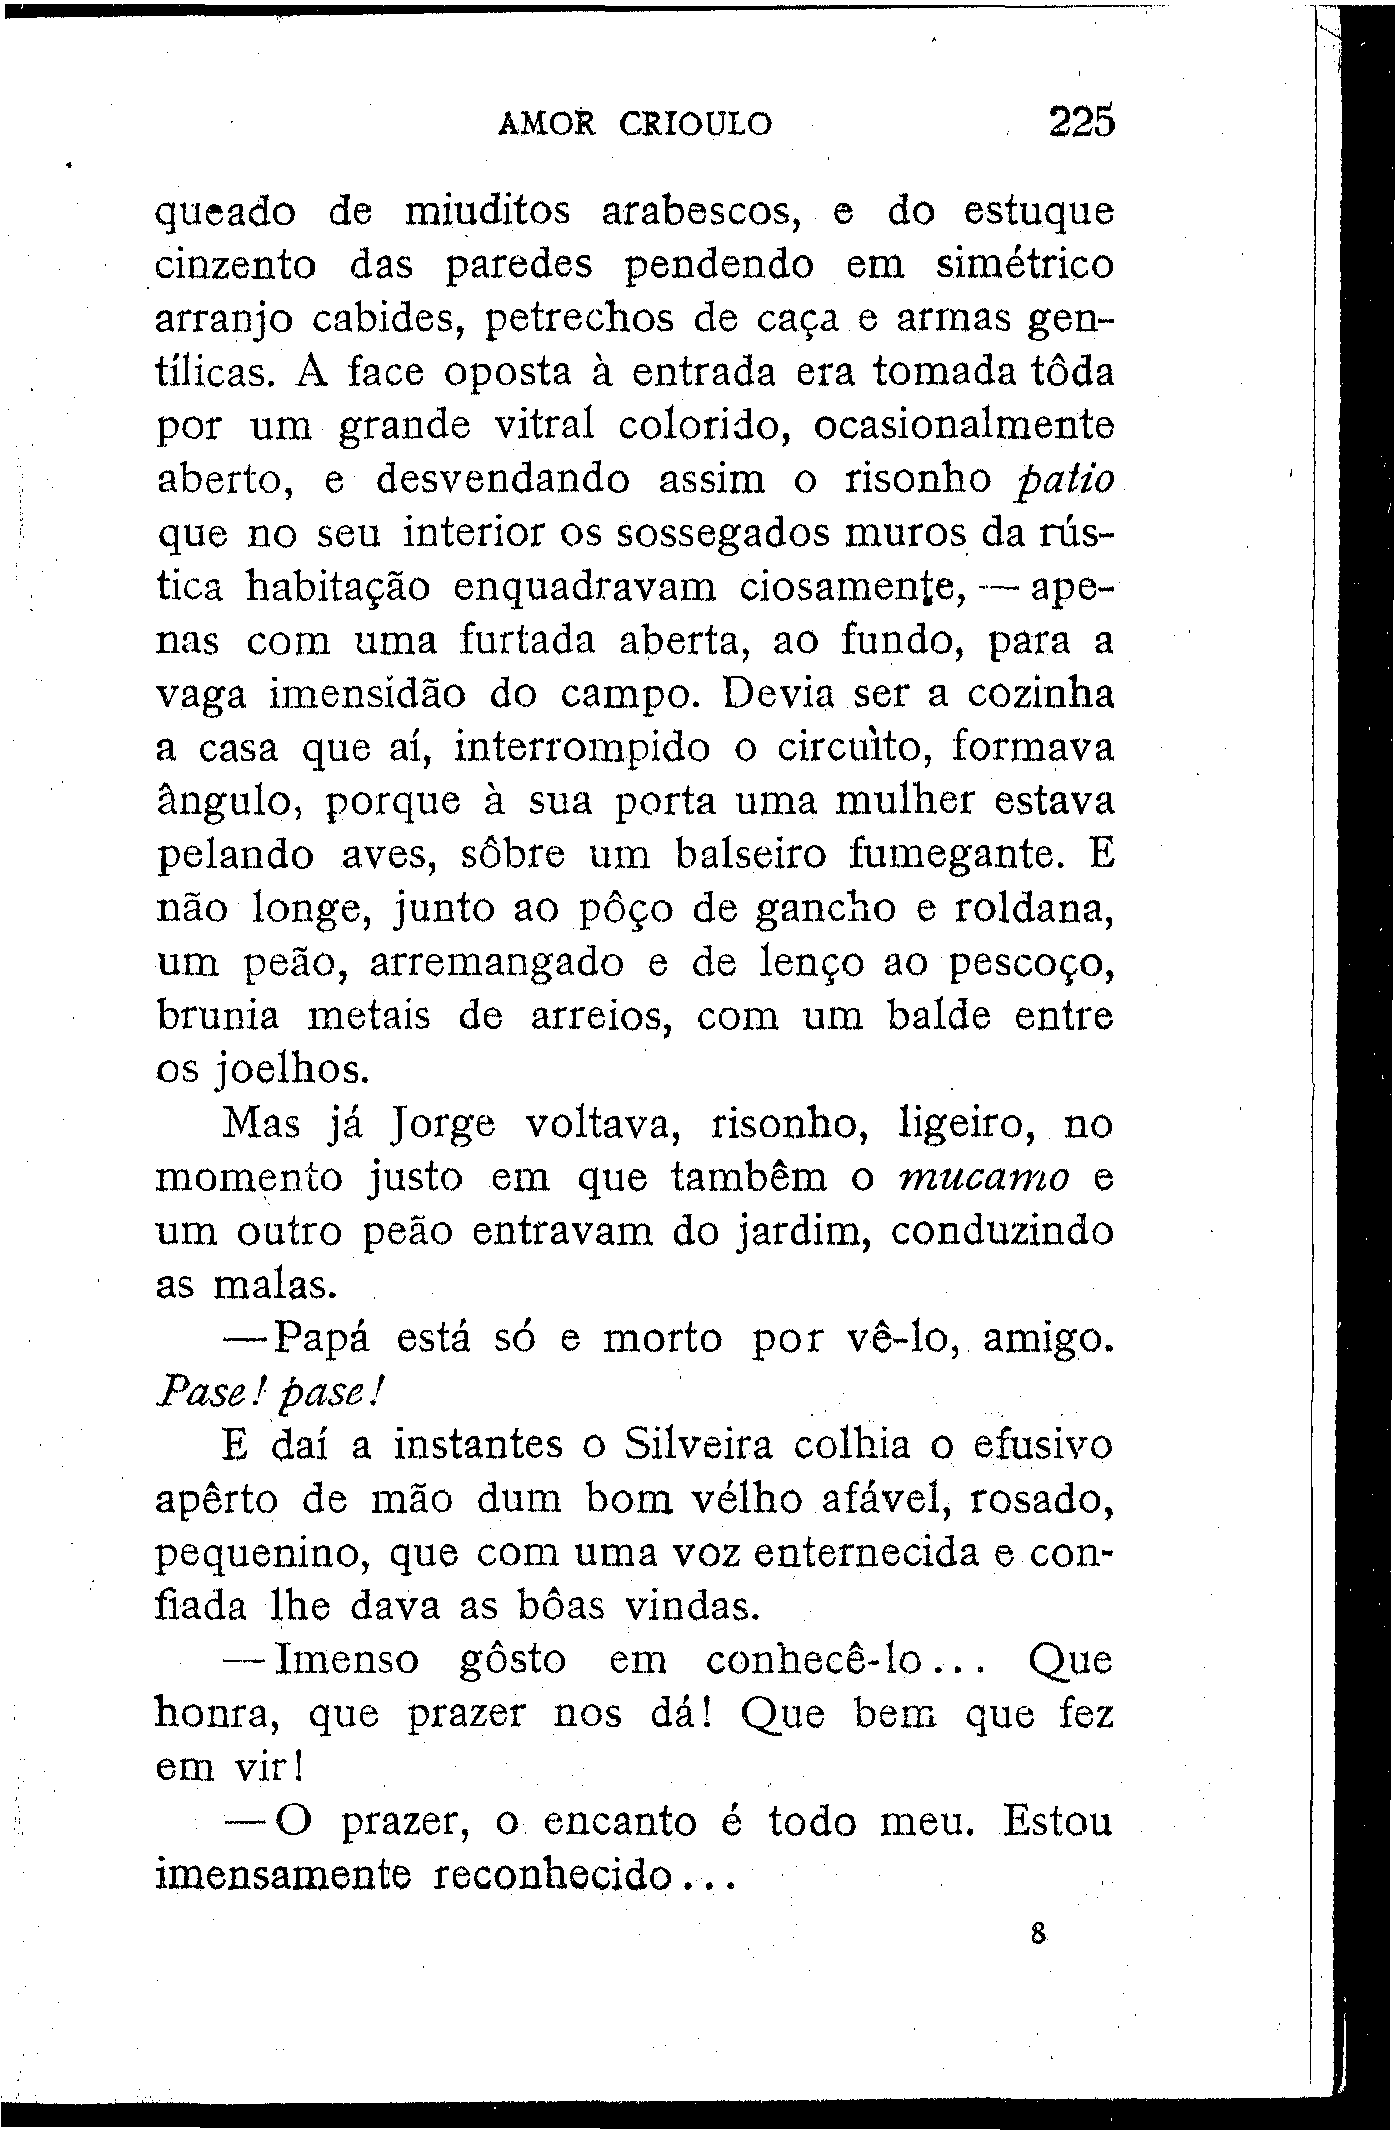 AMOR CRIOULO 225
queado de miuditos arabescos, e do estuque
cinzento das paredes pendendo em simétrico
arranjo cabides, petrechos de caça e armas gen-
tílicas. A face oposta à entrada era tomada tôda
por um grande vitral colorido, ocasionalmente
aberto, e desvendando assim o risonho patio
que no seu interior os sossegados muros da rús-
tica habitação enquadravam ciosamente, — ape-
nas com uma furtada aberta, ao fundo, para a
vaga imensidão do campo. Devia ser a cozinha
a casa que aí, interrompido o circuìto, formava
ângulo, porque à sua porta uma mulher estava
pelando aves, sôbre um balseiro fumegante. E
não longe, junto ao pôço de gancho e roldana,
um peão, arremangado e de lenço ao pescoço,
brunia metais de arreios, com um balde entre
os joelhos.
Mas já Jorge voltava, risonho, ligeiro, no
momento justo em que tambêm o mucamo e
um outro peão entravam do jardim, conduzindo
as malas.
— Papá está só e morto por vê-lo, amigo.
Pase! pase!
E daí a instantes o Silveira colhia o efusivo
apêrto de mão dum bom vélho afável, rosado,
pequenino, que com uma voz enternecida e con-
fiada lhe dava as bôas vindas.
— Imenso gôsto em conhecê-lo... Que
honra, que prazer nos dá! Que bem que fez
em vir!
— O prazer, o encanto é todo meu. Estou
imensamente reconhecido...
8